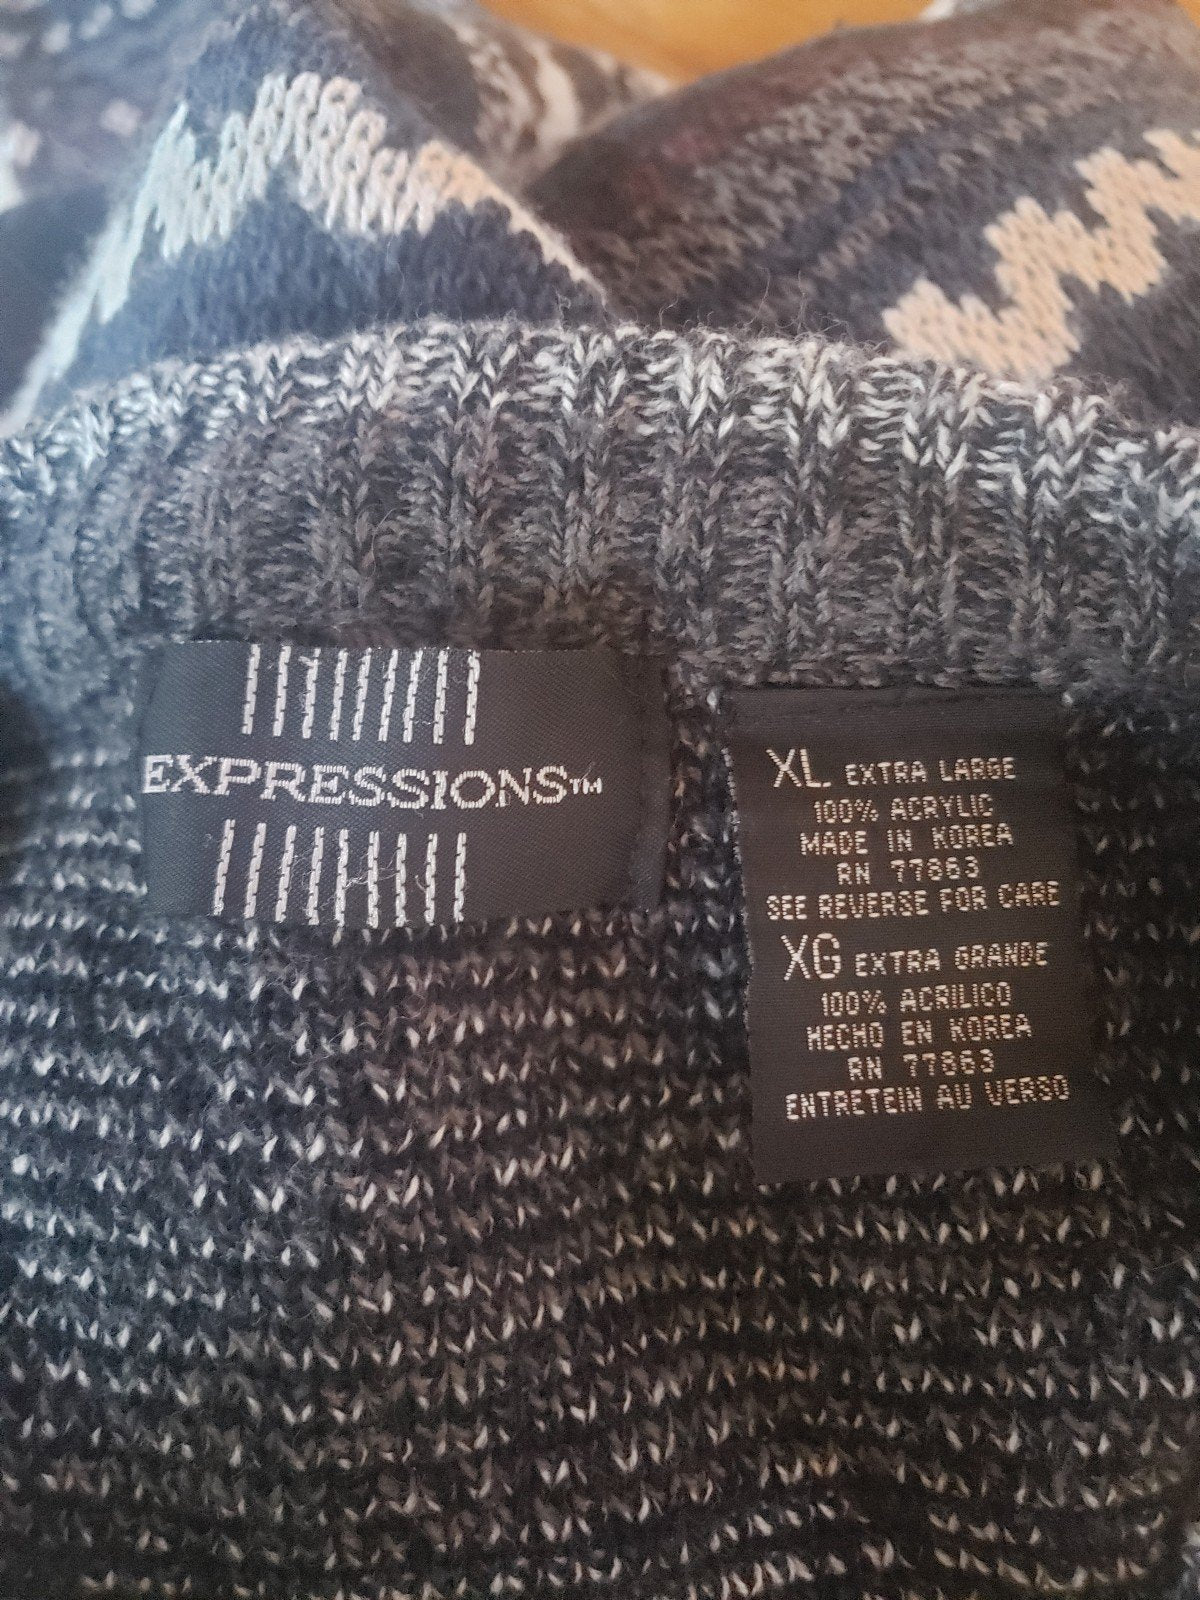 EXPRESSIONS™
XL EXTRA LARGE
100% ACRYLIC
MADE IN KOREA
RN 77863
SEE REVERSE FOR CARE
XG EXTRA GRANDE
100% ACRILICO
HECHO EN KOREA
RN 77863
ENTRETEIN AU VERSO